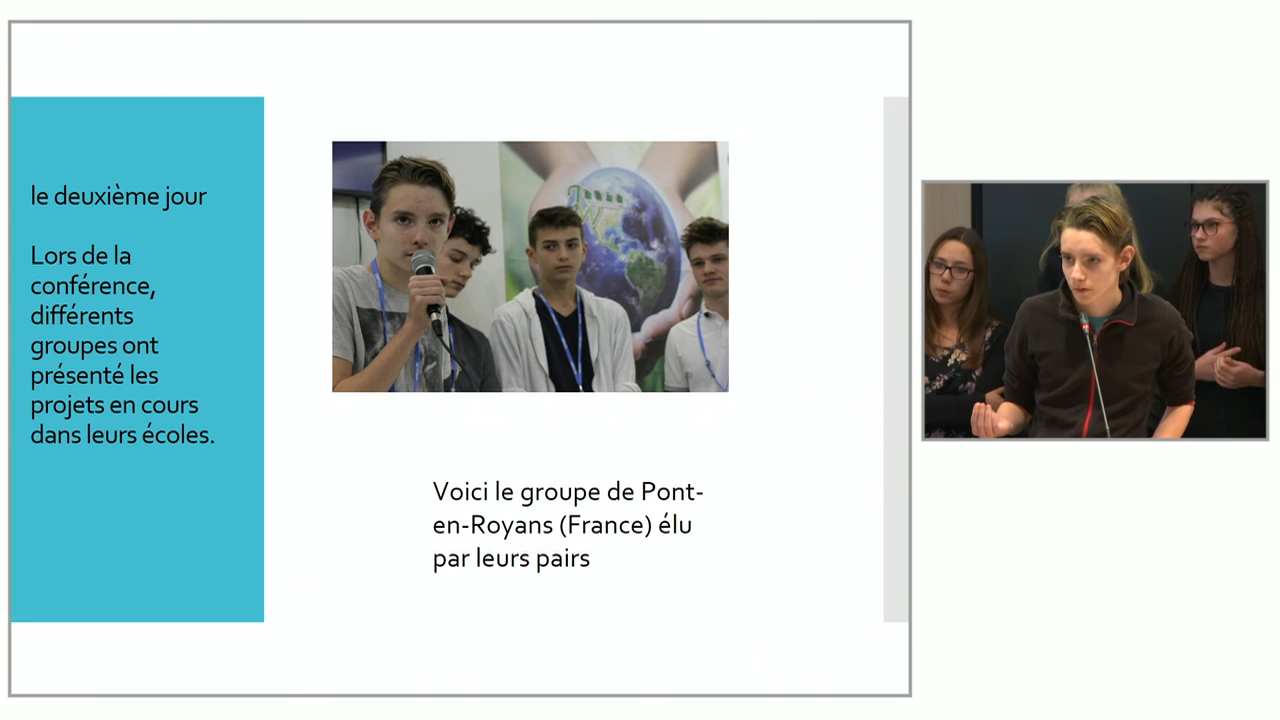 le deuxième jour
Lors de la
conférence,
différents
groupes ont
présenté les
projets en cours
dans leurs écoles.
Voici le groupe de Pont-
en-Royans (France) élu
par leurs pairs